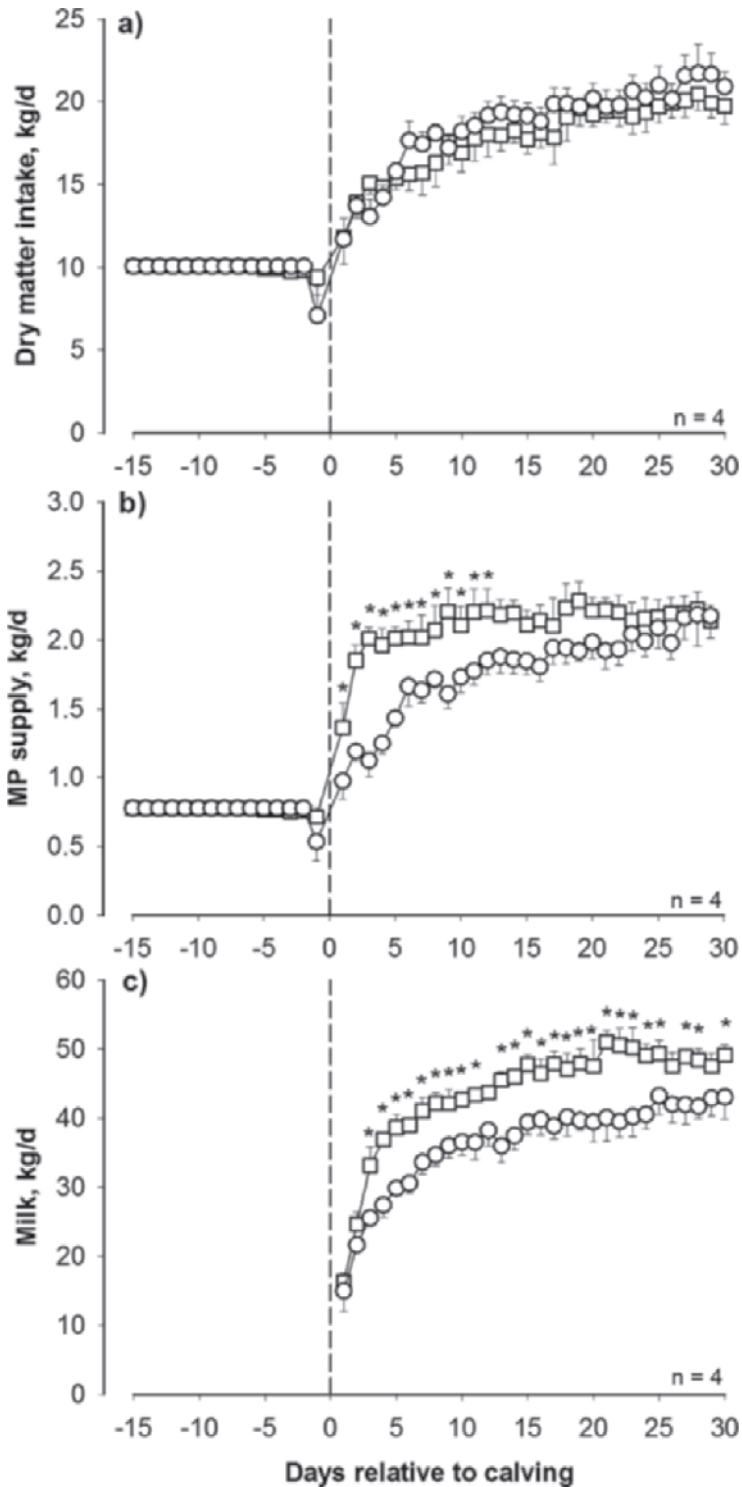 a)
25
20
15
10
5
0
Dry matter intake, kg/d
n = 4
-15 -10 -5 0 5 10 15 20 25 30
b)
3.0
2.5
2.0
1.5
1.0
0.5
0.0
MP supply, kg/d
* * * * * * * * * * * *
n = 4
-15 -10 -5 0 5 10 15 20 25 30
c)
60
50
40
30
20
10
0
Milk, kg/d
* * * * * * * * * * * * * * * * * * * * * * * * *
n = 4
-15 -10 -5 0 5 10 15 20 25 30
Days relative to calving